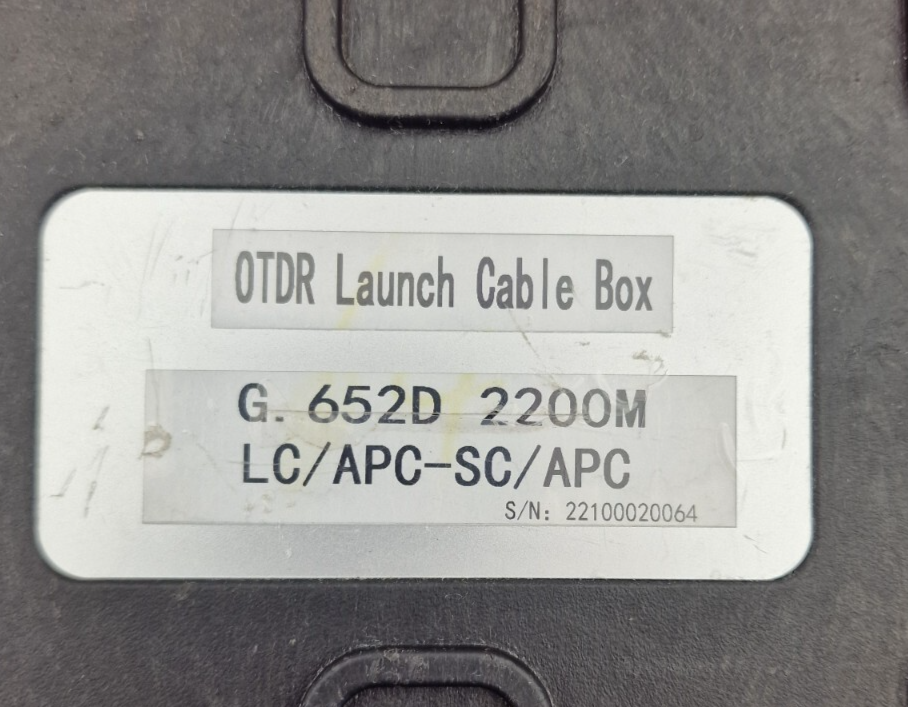 OTDR Launch Cable Box
G. 652D 2200M
LC/APC-SC/APC
S/N: 22100020064